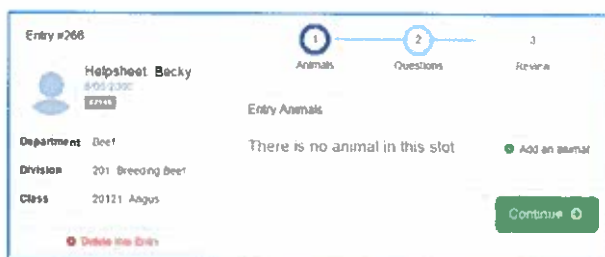 Entry #266
Helpsheet, Becky
Department Beef
Division 201 Breeding Beef
Class 20121 Angus
Delete this Entry
1 2 3
Animals Questions Review
Entry Animals
There is no animal in this slot
Add an animal
Continue